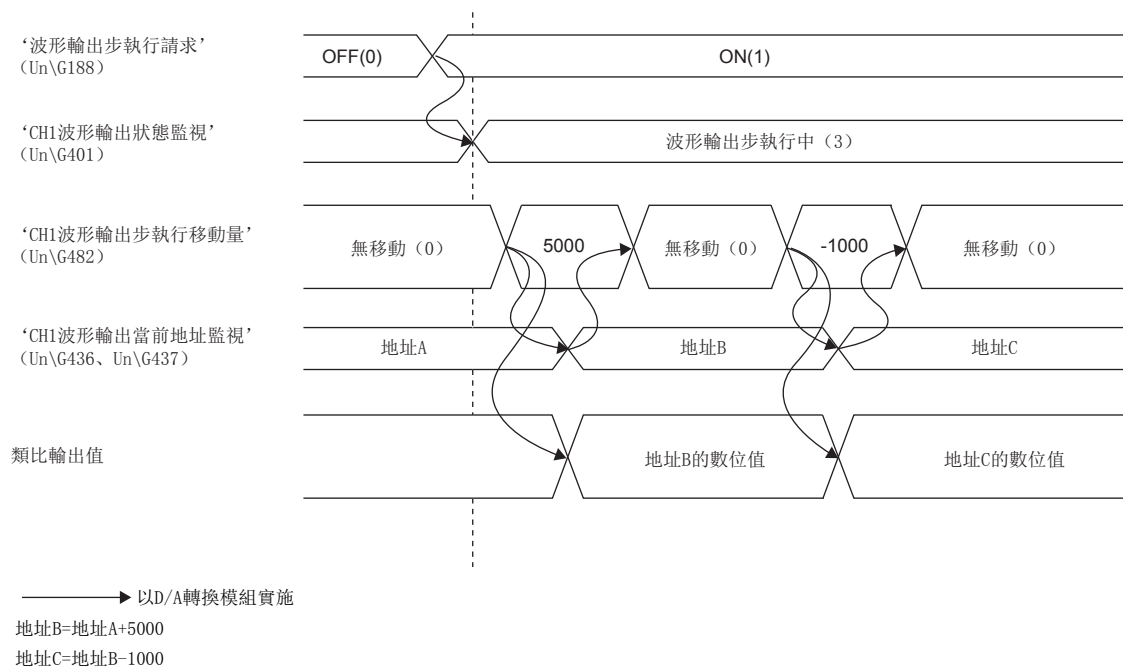 ‘波形輸出步執行請求’
（Un\G188）
OFF(0)
ON(1)
‘CH1波形輸出狀態監視’
（Un\G401）
波形輸出步執行中（3）
‘CH1波形輸出步執行移動量’
（Un\G482）
無移動（0）
5000
無移動（0）
-1000
無移動（0）
‘CH1波形輸出當前地址監視’
（Un\G436、Un\G437）
地址A
地址B
地址C
類比輸出值
地址B的數位值
地址C的數位值
以D/A轉換模組實施
地址B=地址A+5000
地址C=地址B-1000